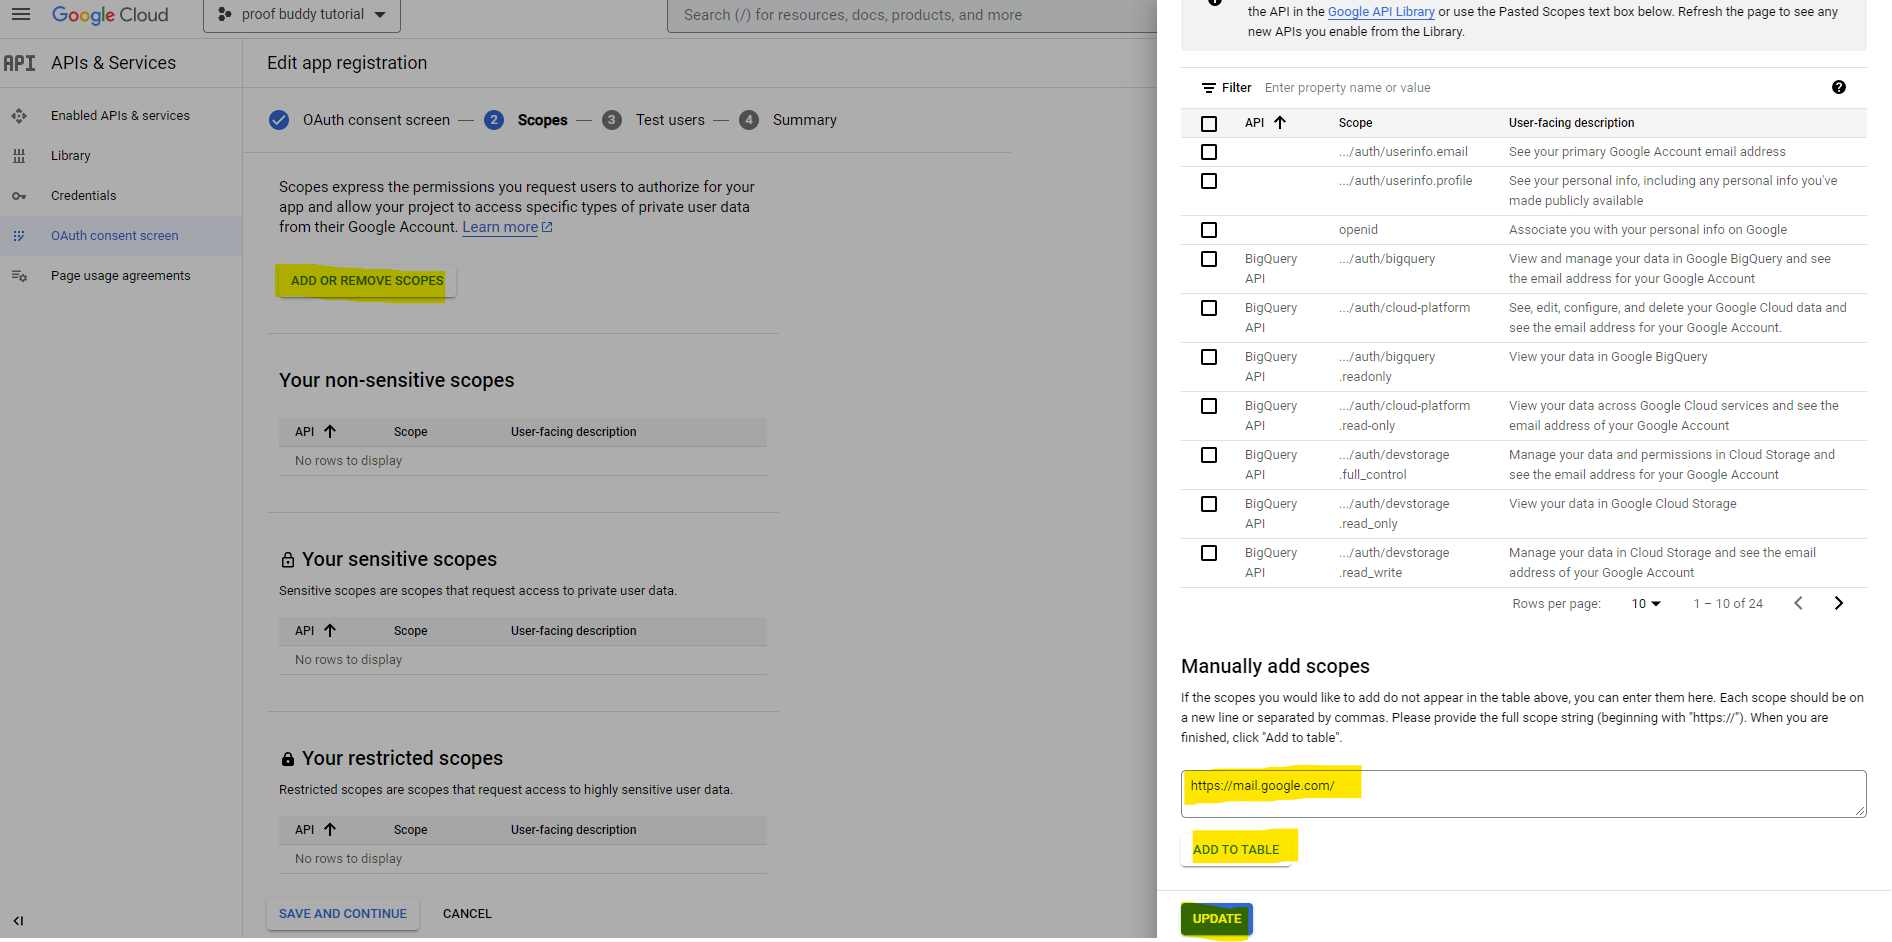 Google Cloud
proof buddy tutorial
Search (/) for resources, docs, products, and more
API
APIs & Services
Enabled APIs & services
Library
Credentials
OAuth consent screen
Page usage agreements
Edit app registration
OAuth consent screen — 2 Scopes — 3 Test users — 4 Summary
Scopes express the permissions you request users to authorize for your
app and allow your project to access specific types of private user data
from their Google Account. Learn more
ADD OR REMOVE SCOPES
Your non-sensitive scopes
API Scope User-facing description
No rows to display
Your sensitive scopes
Sensitive scopes are scopes that request access to private user data.
API Scope User-facing description
No rows to display
Your restricted scopes
Restricted scopes are scopes that request access to highly sensitive user data.
API Scope User-facing description
No rows to display
SAVE AND CONTINUE CANCEL
the API in the Google API Library or use the Pasted Scopes text box below. Refresh the page to see any
new APIs you enable from the Library.
Filter Enter property name or value
API Scope User-facing description
.../auth/userinfo.email See your primary Google Account email address
.../auth/userinfo.profile See your personal info, including any personal info you've
made publicly available
openid Associate you with your personal info on Google
BigQuery .../auth/bigquery View and manage your data in Google BigQuery and see
API the email address for your Google Account
BigQuery .../auth/cloud-platform See, edit, configure, and delete your Google Cloud data and
API see the email address for your Google Account.
BigQuery .../auth/bigquery View your data in Google BigQuery
API .readonly
BigQuery .../auth/cloud-platform View your data across Google Cloud services and see the
API .read-only email address of your Google Account
BigQuery .../auth/devstorage Manage your data and permissions in Cloud Storage and
API .full_control see the email address for your Google Account
BigQuery .../auth/devstorage View your data in Google Cloud Storage
API .read_only
BigQuery .../auth/devstorage Manage your data in Cloud Storage and see the email
API .read_write address of your Google Account
Rows per page: 10 1 – 10 of 24
Manually add scopes
If the scopes you would like to add do not appear in the table above, you can enter them here. Each scope should be on
a new line or separated by commas. Please provide the full scope string (beginning with "https://"). When you are
finished, click "Add to table".
https://mail.google.com/
ADD TO TABLE
UPDATE